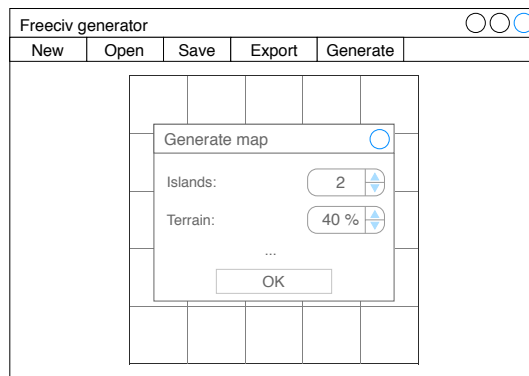 Freeciv generator
New Open Save Export Generate
Generate map
Islands: 2
Terrain: 40 %
...
OK